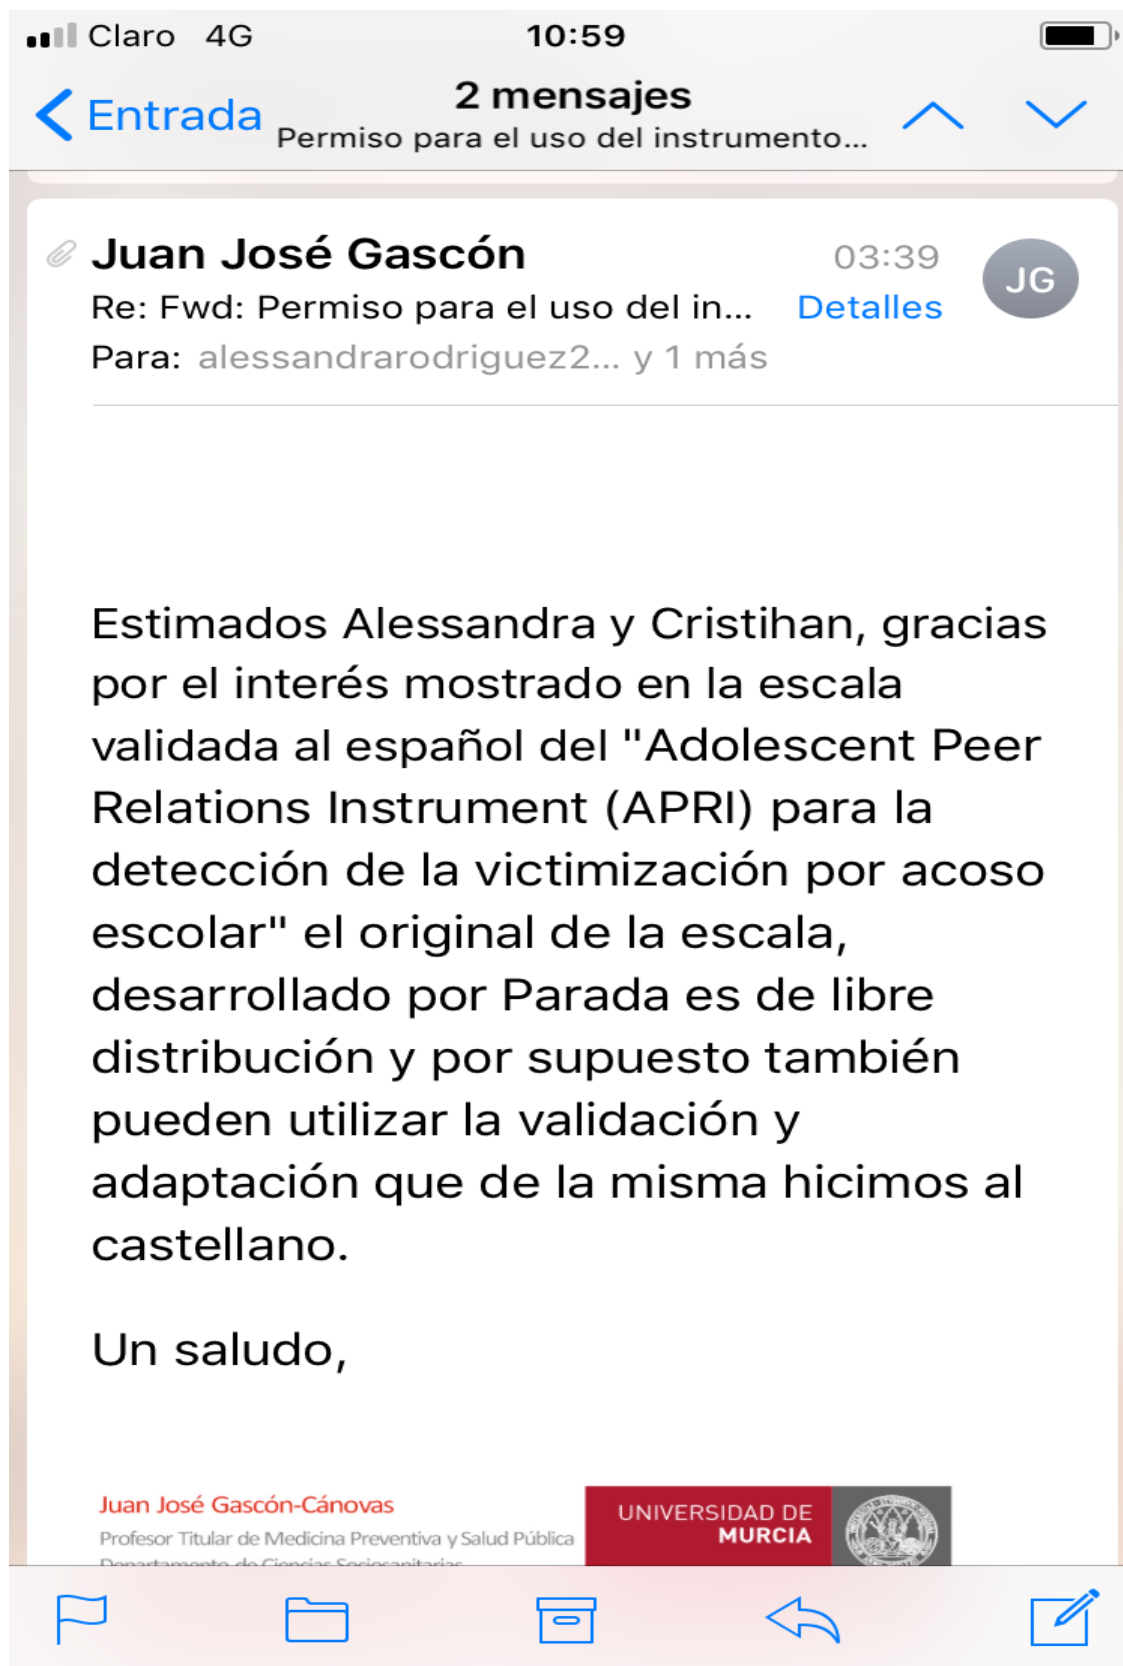 Claro 4G 10:59
Entrada
2 mensajes
Permiso para el uso del instrumento...
Juan José Gascón 03:39
JG
Re: Fwd: Permiso para el uso del in... Detalles
Para: alessandrarodriguez2... y 1 más
Estimados Alessandra y Cristihan, gracias
por el interés mostrado en la escala
validada al español del "Adolescent Peer
Relations Instrument (APRI) para la
detección de la victimización por acoso
escolar" el original de la escala,
desarrollado por Parada es de libre
distribución y por supuesto también
pueden utilizar la validación y
adaptación que de la misma hicimos al
castellano.
Un saludo,
Juan José Gascón-Cánovas
Profesor Titular de Medicina Preventiva y Salud Pública
Departamento de Ciencias Sociosanitarias
UNIVERSIDAD DE
MURCIA